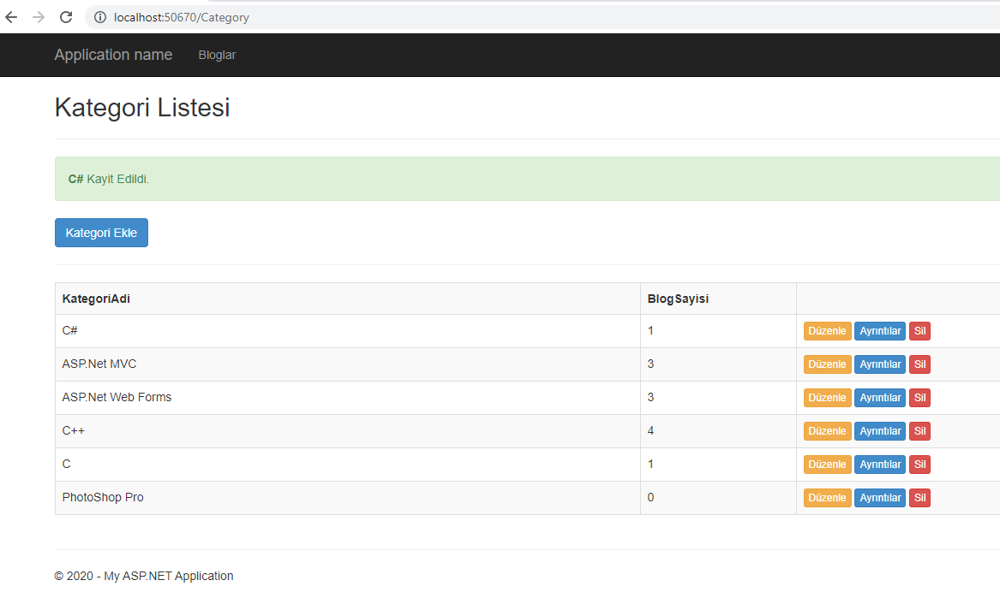 localhost:50670/Category
Application name Bloglar
Kategori Listesi
C# Kayit Edildi.
Kategori Ekle
KategoriAdi BlogSayisi
C# 1 Düzenle Ayrıntılar Sil
ASP.Net MVC 3 Düzenle Ayrıntılar Sil
ASP.Net Web Forms 3 Düzenle Ayrıntılar Sil
C++ 4 Düzenle Ayrıntılar Sil
C 1 Düzenle Ayrıntılar Sil
PhotoShop Pro 0 Düzenle Ayrıntılar Sil
© 2020 - My ASP.NET Application